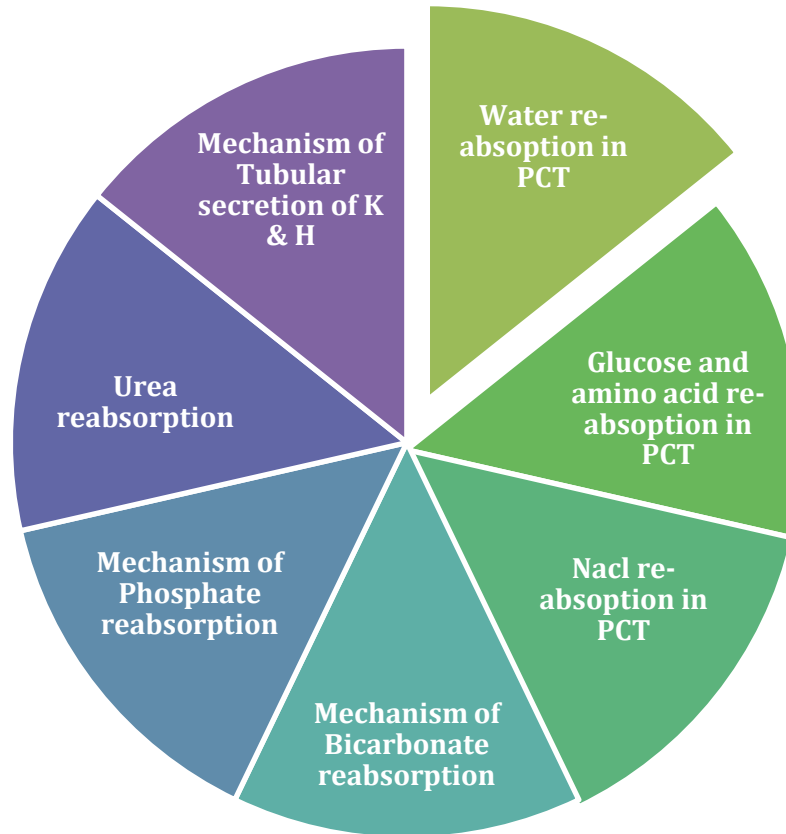 Water re-
absoption in
PCT
Glucose and
amino acid re-
absoption in
PCT
Nacl re-
absoption in
PCT
Mechanism of
Bicarbonate
reabsorption
Mechanism of
Phosphate
reabsorption
Urea
reabsorption
Mechanism of
Tubular
secretion of K
& H